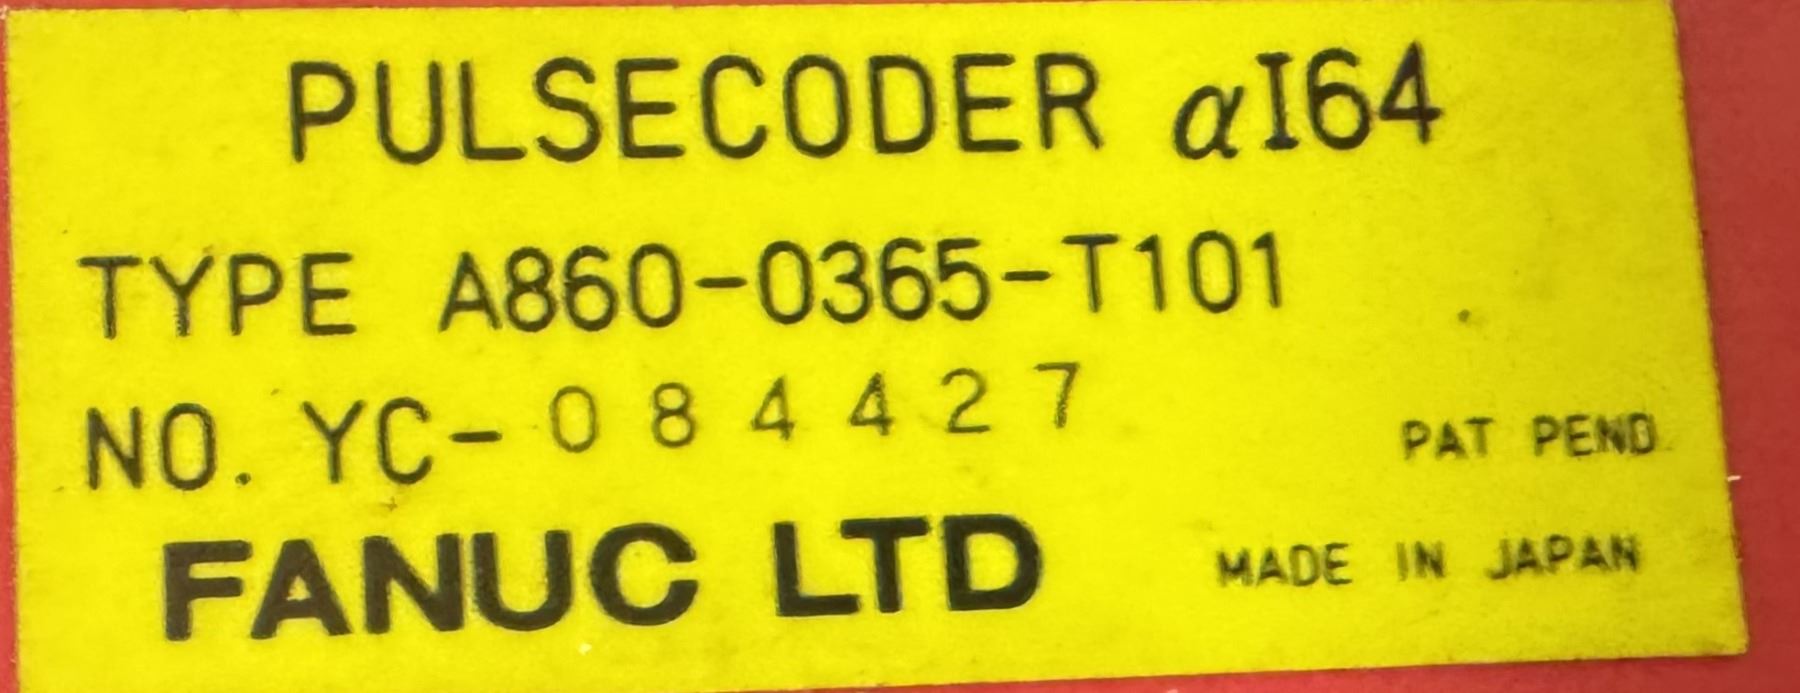 PULSECODER αI64
TYPE A860-0365-T101
NO. YC-084427
PAT PEND
FANUC LTD
MADE IN JAPAN